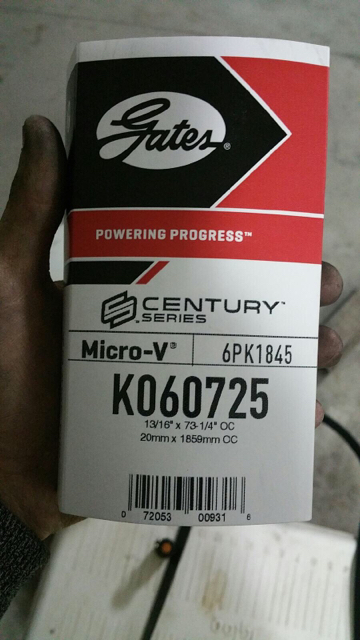 Gates®
POWERING PROGRESS™
CENTURY™
SERIES
Micro-V® 6PK1845
K060725
13/16" x 73-1/4" OC
20mm x 1859mm CC
0 72053 00931 6